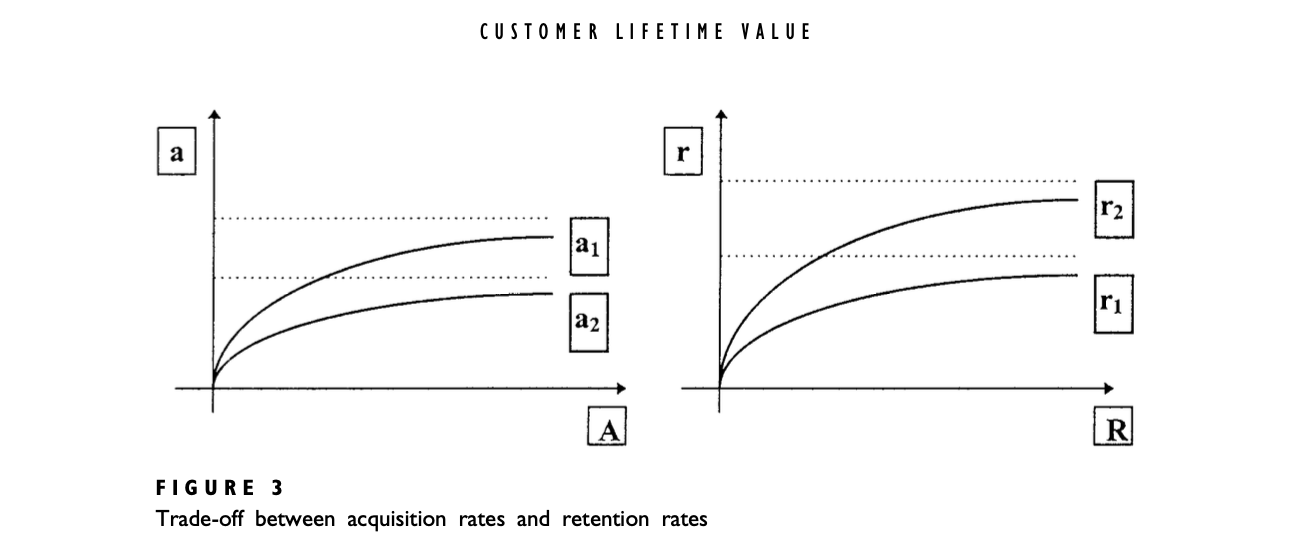 CUSTOMER LIFETIME VALUE
a
a1
a2
A
r
r2
r1
R
FIGURE 3
Trade-off between acquisition rates and retention rates